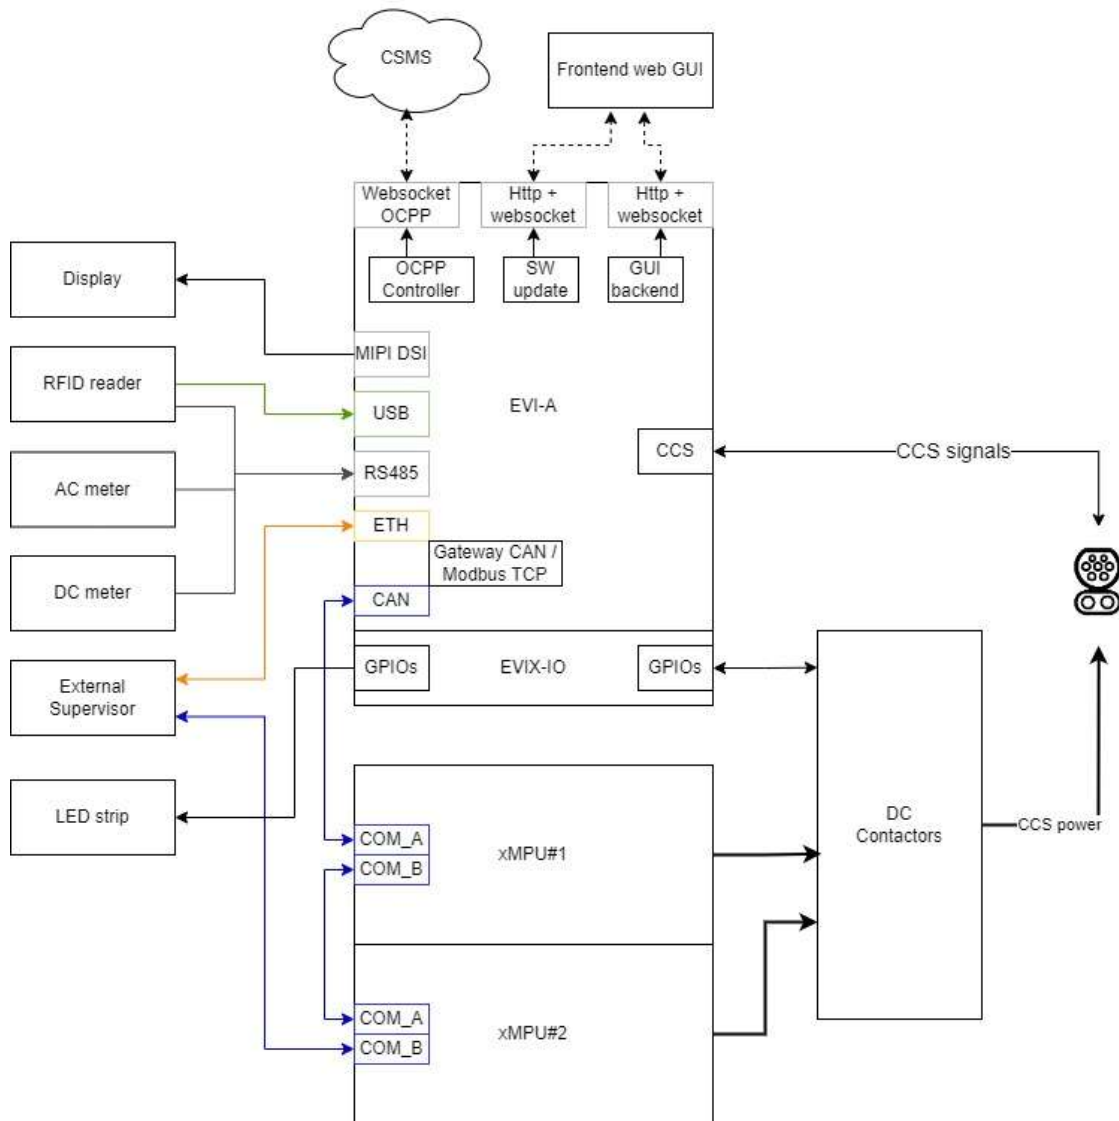 CSMS
Frontend web GUI
Websocket
OCPP
Http +
websocket
Http +
websocket
OCPP
Controller
SW
update
GUI
backend
Display
MIPI DSI
RFID reader
USB
EVI-A
CCS
CCS signals
RS485
AC meter
ETH
Gateway CAN /
Modbus TCP
DC meter
CAN
External
Supervisor
GPIOs
EVIX-IO
GPIOs
LED strip
DC
Contactors
CCS power
COM_A
COM_B
xMPU#1
COM_A
COM_B
xMPU#2